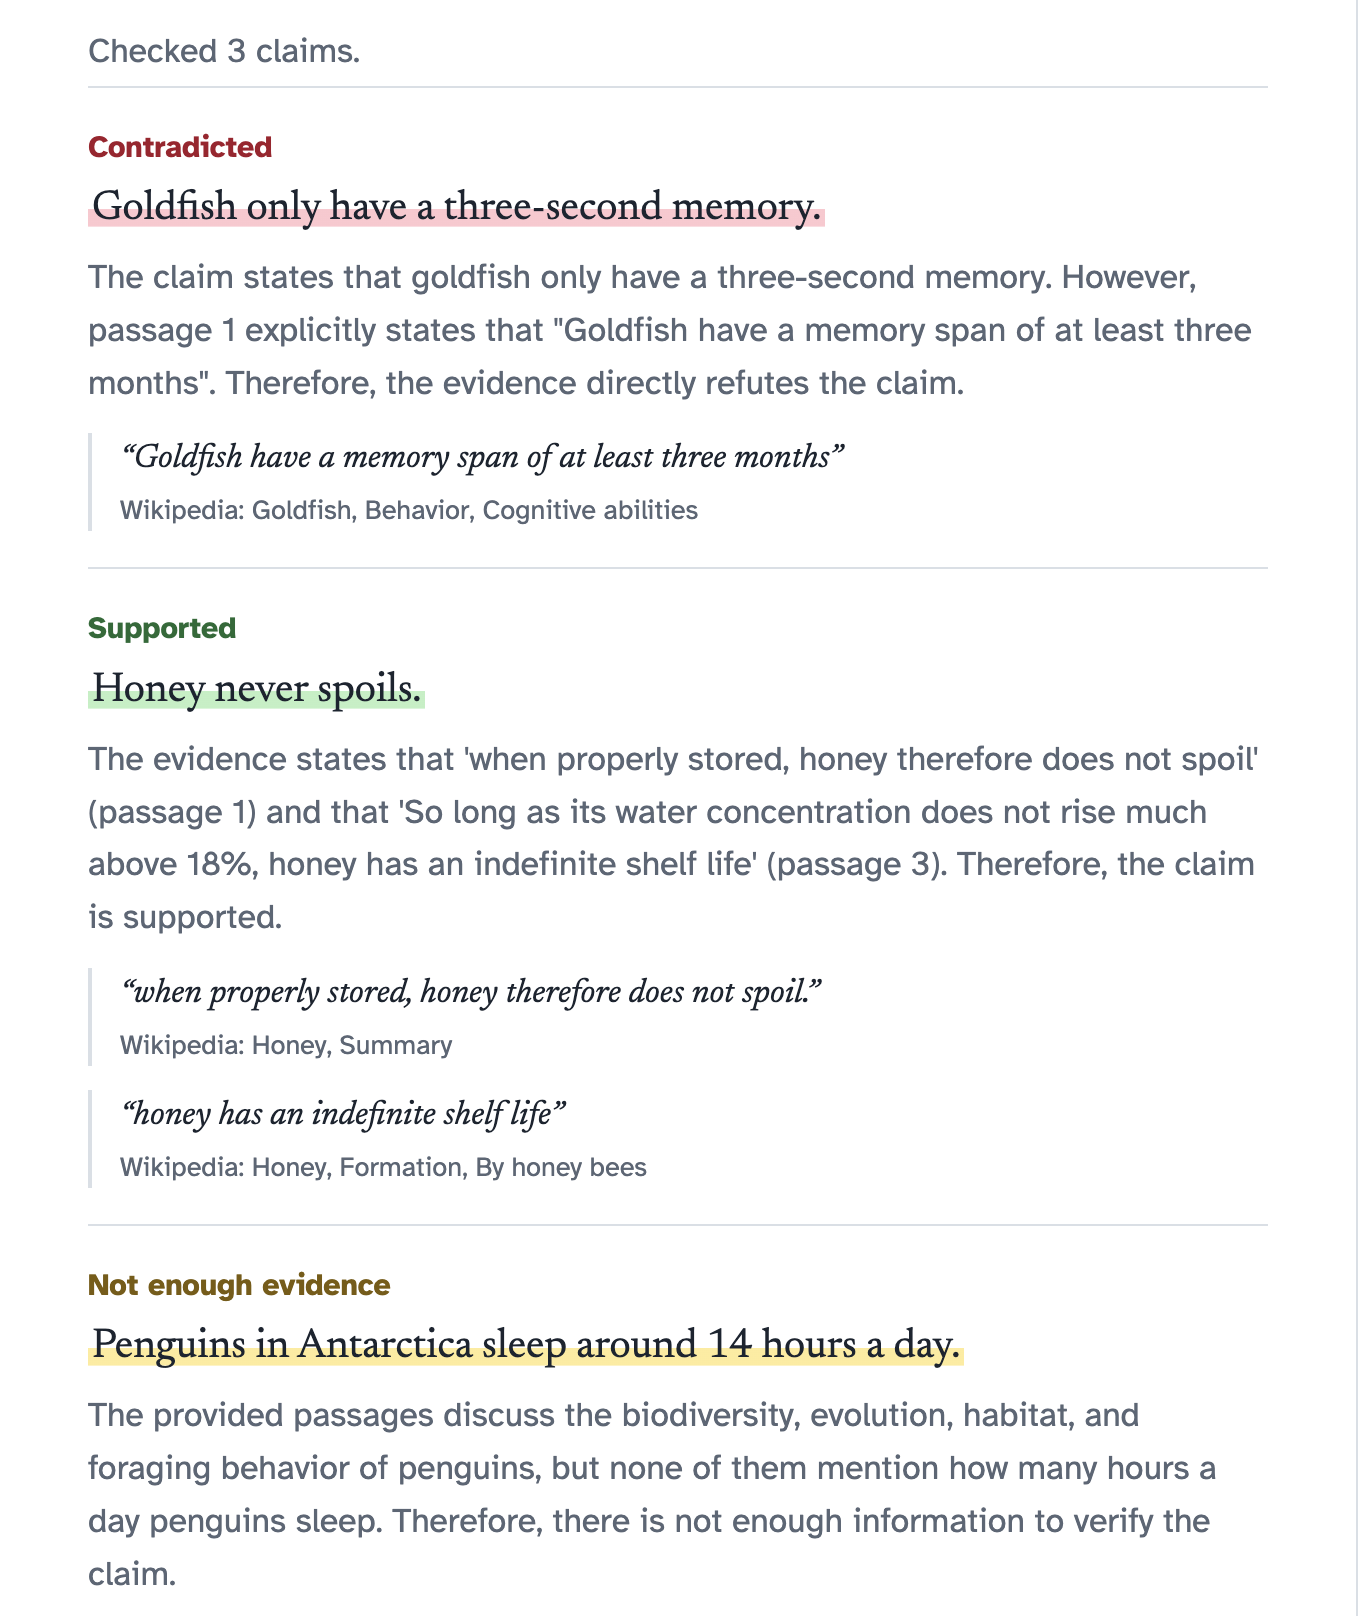 Checked 3 claims.
Contradicted
Goldfish only have a three-second memory.
The claim states that goldfish only have a three-second memory. However,
passage 1 explicitly states that "Goldfish have a memory span of at least three
months". Therefore, the evidence directly refutes the claim.
“Goldfish have a memory span of at least three months”
Wikipedia: Goldfish, Behavior, Cognitive abilities
Supported
Honey never spoils.
The evidence states that 'when properly stored, honey therefore does not spoil'
(passage 1) and that 'So long as its water concentration does not rise much
above 18%, honey has an indefinite shelf life' (passage 3). Therefore, the claim
is supported.
“when properly stored, honey therefore does not spoil.”
Wikipedia: Honey, Summary
“honey has an indefinite shelf life”
Wikipedia: Honey, Formation, By honey bees
Not enough evidence
Penguins in Antarctica sleep around 14 hours a day.
The provided passages discuss the biodiversity, evolution, habitat, and
foraging behavior of penguins, but none of them mention how many hours a
day penguins sleep. Therefore, there is not enough information to verify the
claim.